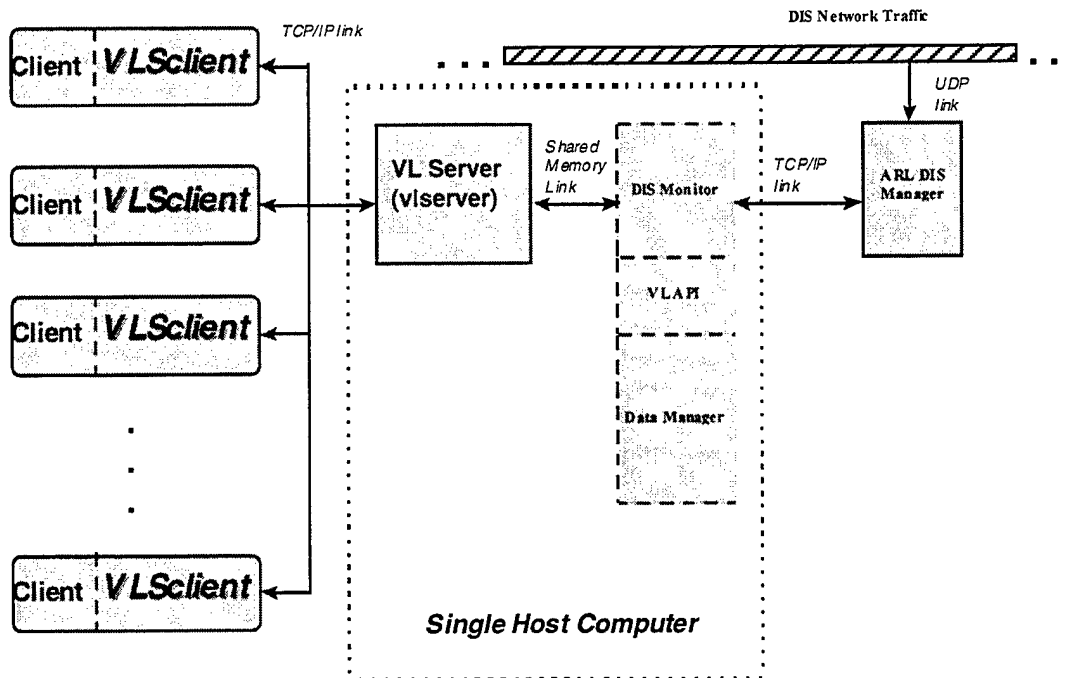 DIS Network Traffic
TCP/IP link
Client VLSclient
UDP
link
VL Server
(vlserver)
Shared
Memory
Link
DIS Monitor
TCP/IP
link
ARL DIS
Manager
Client VLSclient
VLAPI
Client VLSclient
Data Manager
Client VLSclient
Single Host Computer